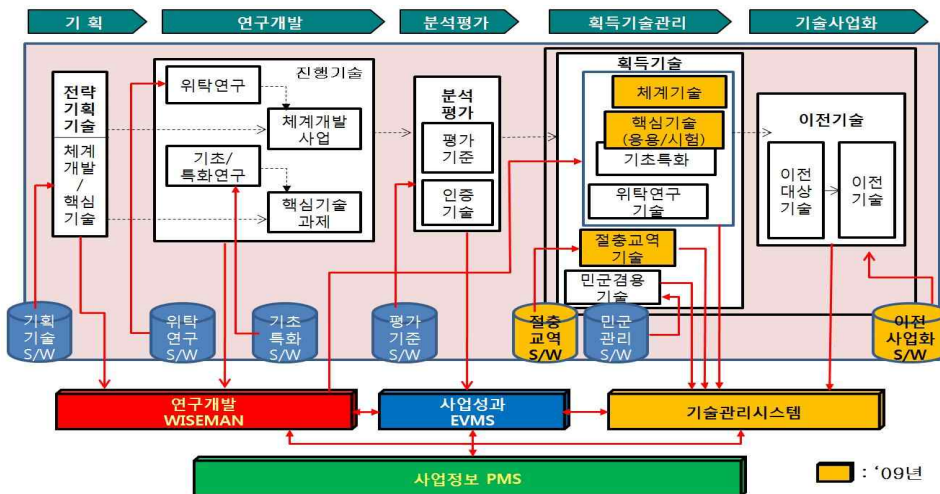 기 획
연구개발
분석평가
획득기술관리
기술사업화
전략
기획
기술
체계
개발
/
핵심
기술
진행기술
위탁연구
체계개발
사업
기초/
특화연구
핵심기술
과제
분석
평가
평가
기준
인증
기술
획득기술
체계기술
핵심기술
(응용/시험)
기초특화
위탁연구
기술
절충교역
기술
민군겸용
기술
이전기술
이전
대상
기술
이전
기술
기획
기술
S/W
위탁
연구
S/W
기초
특화
S/W
평가
기준
S/W
절충
교역
S/W
민군
관리
S/W
이전
사업화
S/W
연구개발
WISEMAN
사업성과
EVMS
기술관리시스템
사업정보 PMS
: '09년